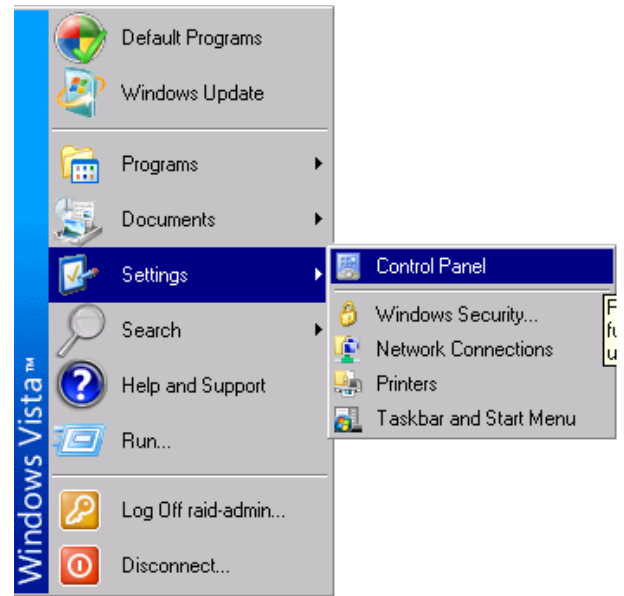 Default Programs
Windows Update
Programs
Documents
Settings
Search
Help and Support
Run...
Log Off raid-admin...
Disconnect...
Windows Vista™
Control Panel
Windows Security...
Network Connections
Printers
Taskbar and Start Menu